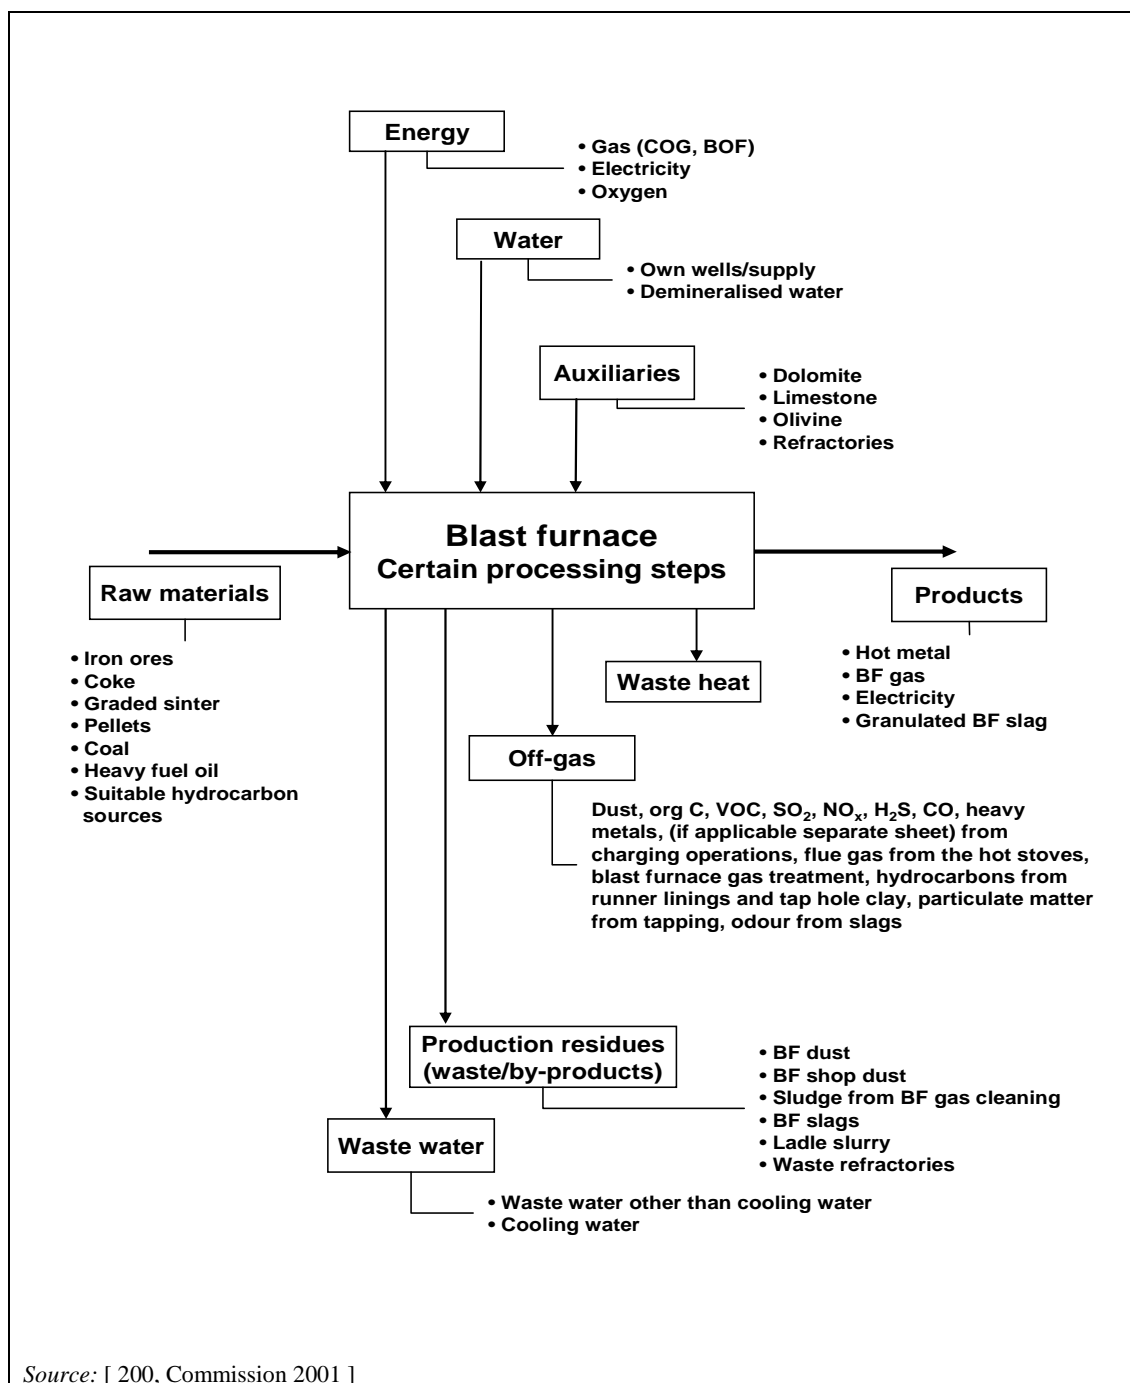 Energy
• Gas (COG, BOF)
• Electricity
• Oxygen
Water
• Own wells/supply
• Demineralised water
Auxiliaries
• Dolomite
• Limestone
• Olivine
• Refractories
Blast furnace
Certain processing steps
Raw materials
• Iron ores
• Coke
• Graded sinter
• Pellets
• Coal
• Heavy fuel oil
• Suitable hydrocarbon
sources
Products
• Hot metal
• BF gas
• Electricity
• Granulated BF slag
Waste heat
Off-gas
Dust, org C, VOC, SO₂, NOₓ, H₂S, CO, heavy
metals, (if applicable separate sheet) from
charging operations, flue gas from the hot stoves,
blast furnace gas treatment, hydrocarbons from
runner linings and tap hole clay, particulate matter
from tapping, odour from slags
Production residues
(waste/by-products)
• BF dust
• BF shop dust
• Sludge from BF gas cleaning
• BF slags
• Ladle slurry
• Waste refractories
Waste water
• Waste water other than cooling water
• Cooling water
Source: [ 200, Commission 2001 ]